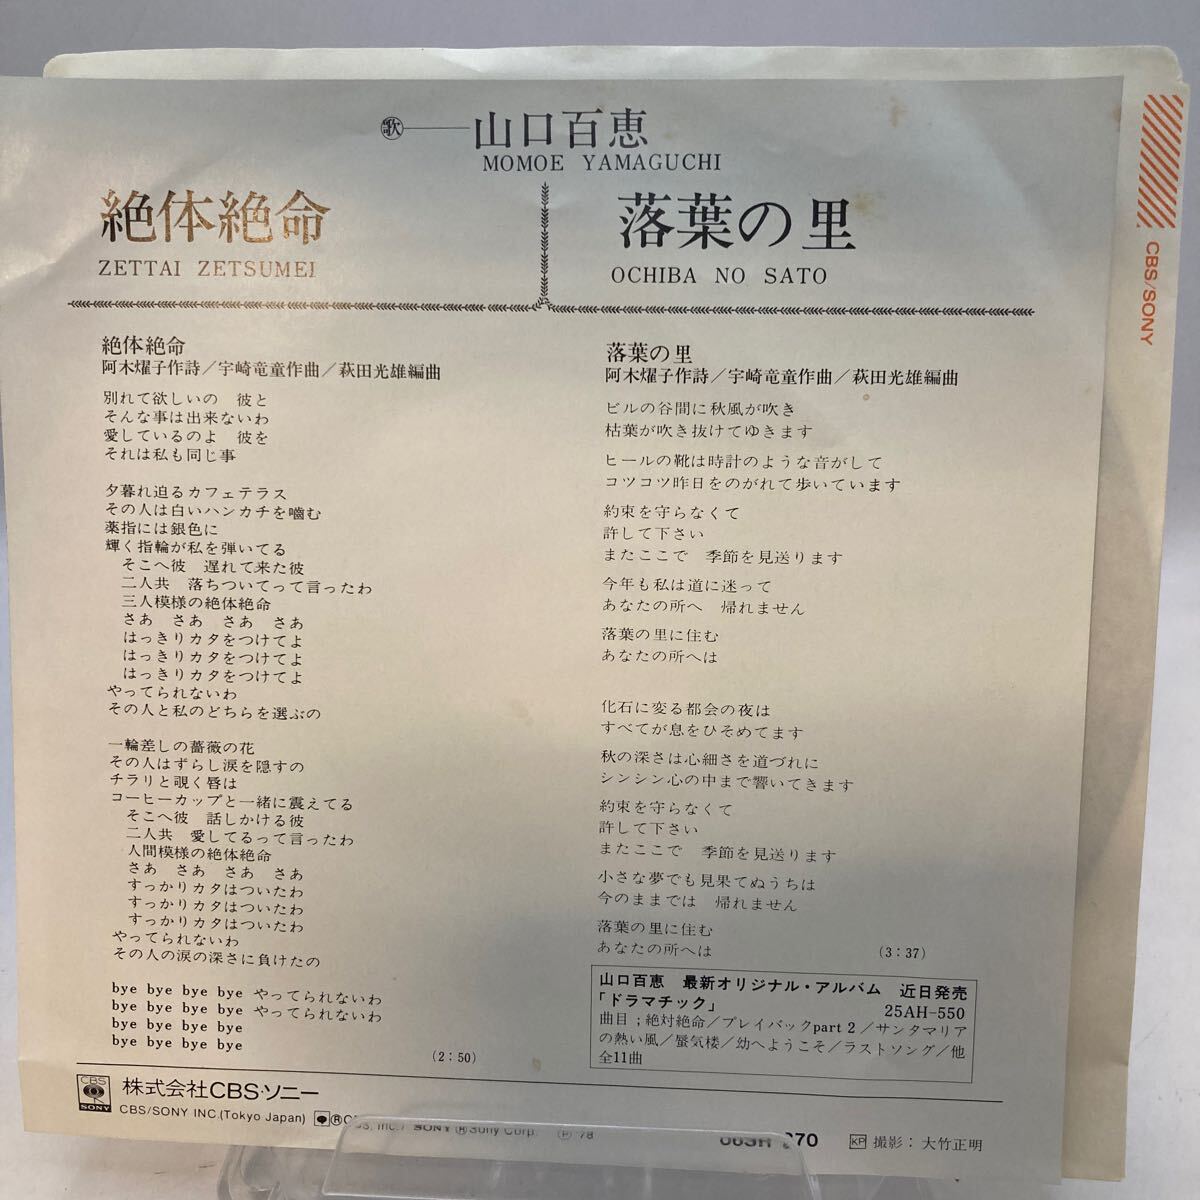 歌 山口百恵
MOMOE YAMAGUCHI
絶体絶命
ZETTAI ZETSUMEI
落葉の里
OCHIBA NO SATO
絶体絶命
阿木燿子作詩／宇崎竜童作曲／萩田光雄編曲
別れて欲しいの　彼と
そんな事は出来ないわ
愛しているのよ　彼を
それは私も同じ事
夕暮れ迫るカフェテラス
その人は白いハンカチを嚙む
薬指には銀色に
輝く指輪が私を弾いてる
そこへ彼　遅れて来た彼
二人共　落ちついてって言ったわ
三人模様の絶体絶命
さあ　さあ　さあ　さあ
はっきりカタをつけてよ
はっきりカタをつけてよ
はっきりカタをつけてよ
やってられないわ
その人と私のどちらを選ぶの
一輪差しの薔薇の花
その人はずらし涙を隠すの
チラリと覗く唇は
コーヒーカップと一緒に震えてる
そこへ彼　話しかける彼
二人共　愛してるって言ったわ
人間模様の絶体絶命
さあ　さあ　さあ　さあ
すっかりカタはついたわ
すっかりカタはついたわ
すっかりカタはついたわ
やってられないわ
その人の涙の深さに負けたの
bye bye bye bye やってられないわ
bye bye bye bye やってられないわ
bye bye bye bye
bye bye bye bye
(2：50)
落葉の里
阿木燿子作詩／宇崎竜童作曲／萩田光雄編曲
ビルの谷間に秋風が吹き
枯葉が吹き抜けてゆきます
ヒールの靴は時計のような音がして
コツコツ昨日をのがれて歩いています
約束を守らなくて
許して下さい
またここで　季節を見送ります
今年も私は道に迷って
あなたの所へ　帰れません
落葉の里に住む
あなたの所へは
化石に変る都会の夜は
すべてが息をひそめてます
秋の深さは心細さを道づれに
シンシン心の中まで響いてきます
約束を守らなくて
許して下さい
またここで　季節を見送ります
小さな夢でも見果てぬうちは
今のままでは　帰れません
落葉の里に住む
あなたの所へは
(3：37)
山口百恵　最新オリジナル・アルバム　近日発売
「ドラマチック」 25AH-550
曲目；絶対絶命／プレイバックpart 2／サンタマリア
の熱い風／蜃気楼／幼へようこそ／ラストソング／他
全11曲
CBS
SONY
株式会社CBS・ソニー
CBS/SONY INC.(Tokyo Japan)
SONY ®Sony Corp. Ⓟ '78
06SH 370
KP 撮影：大竹正明
CBS/SONY